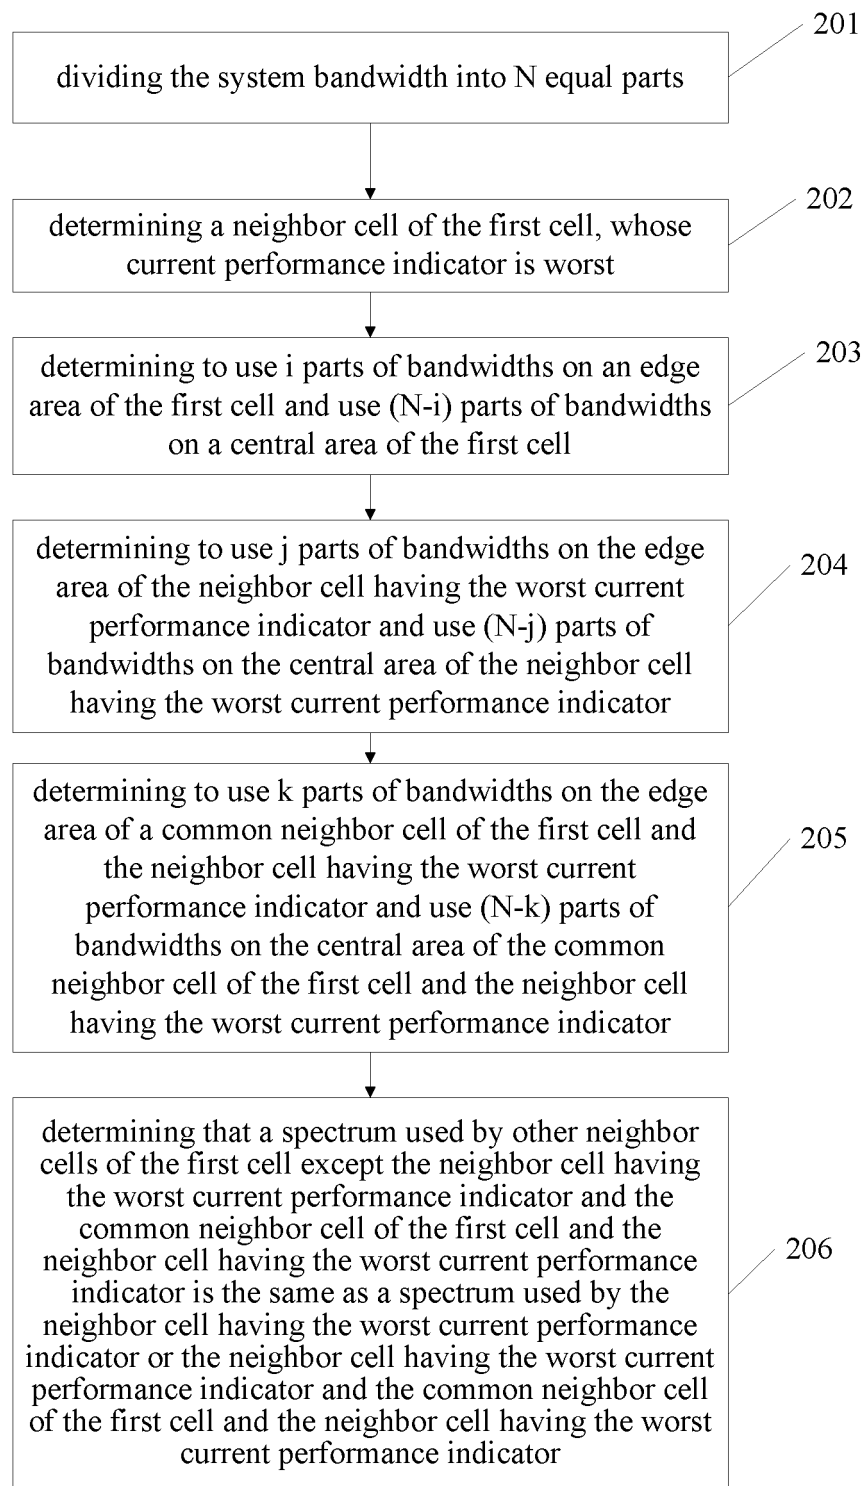 201
dividing the system bandwidth into N equal parts
202
determining a neighbor cell of the first cell, whose
current performance indicator is worst
203
determining to use i parts of bandwidths on an edge
area of the first cell and use (N-i) parts of bandwidths
on a central area of the first cell
204
determining to use j parts of bandwidths on the edge
area of the neighbor cell having the worst current
performance indicator and use (N-j) parts of
bandwidths on the central area of the neighbor cell
having the worst current performance indicator
205
determining to use k parts of bandwidths on the edge
area of a common neighbor cell of the first cell and
the neighbor cell having the worst current
performance indicator and use (N-k) parts of
bandwidths on the central area of the common
neighbor cell of the first cell and the neighbor cell
having the worst current performance indicator
206
determining that a spectrum used by other neighbor
cells of the first cell except the neighbor cell having
the worst current performance indicator and the
common neighbor cell of the first cell and the
neighbor cell having the worst current performance
indicator is the same as a spectrum used by the
neighbor cell having the worst current performance
indicator or the neighbor cell having the worst current
performance indicator and the common neighbor cell
of the first cell and the neighbor cell having the worst
current performance indicator